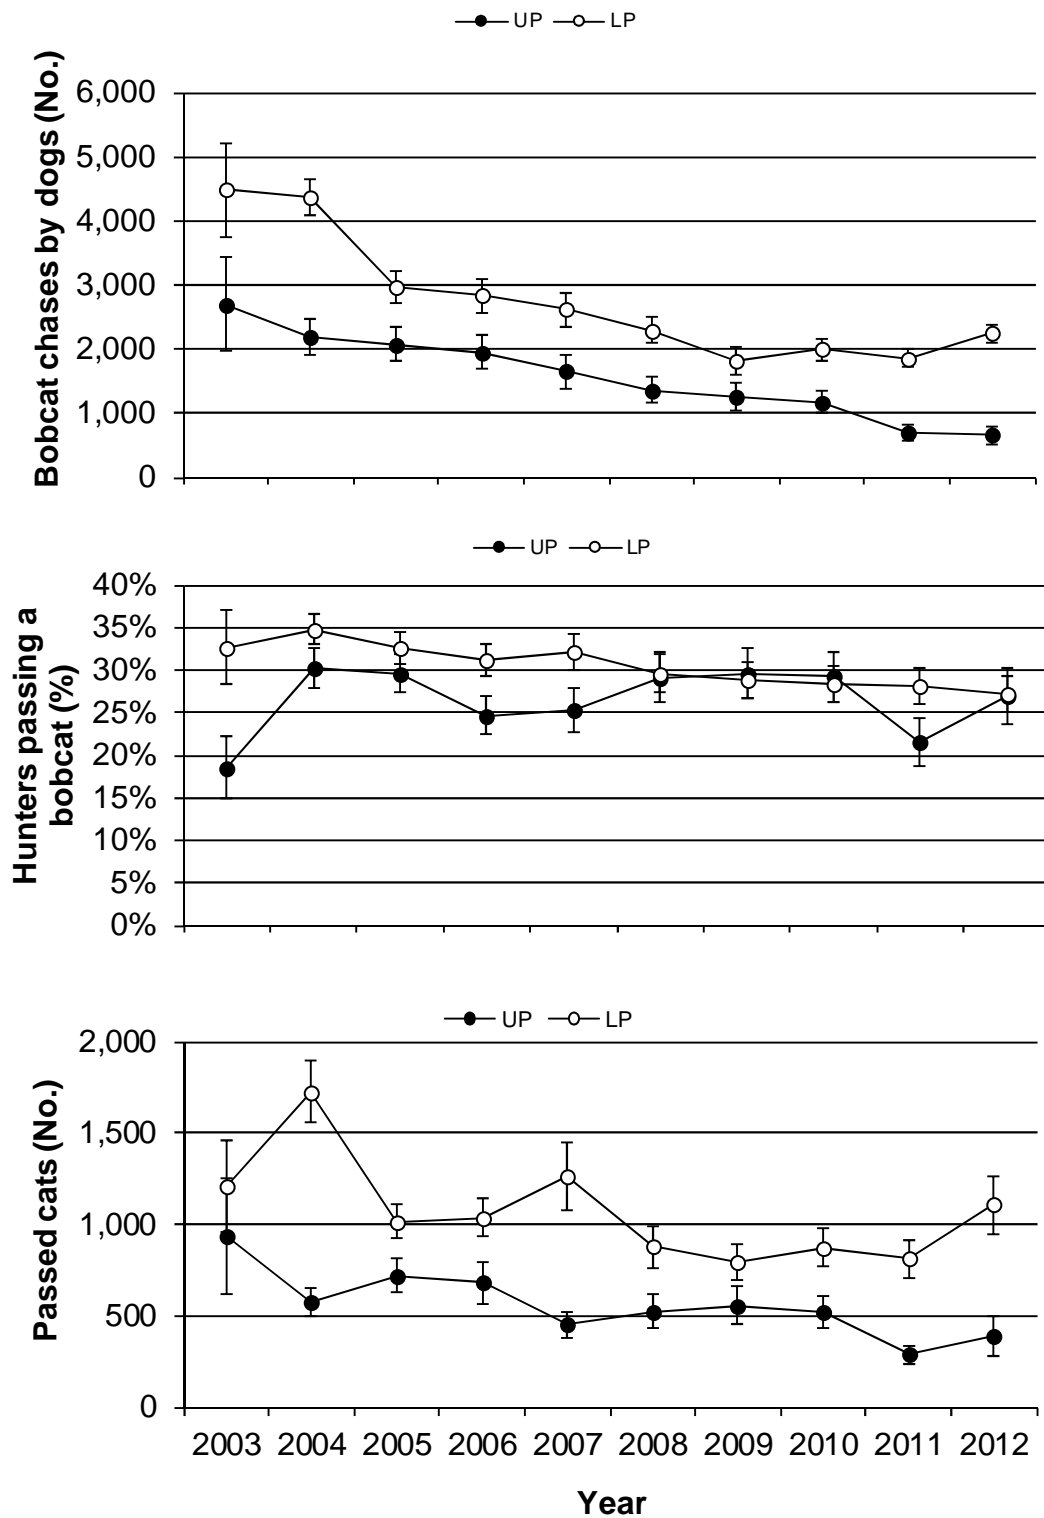 UP LP
Bobcat chases by dogs (No.)
6,000
5,000
4,000
3,000
2,000
1,000
0
UP LP
Hunters passing a
bobcat (%)
40%
35%
30%
25%
20%
15%
10%
5%
0%
UP LP
Passed cats (No.)
2,000
1,500
1,000
500
0
2003 2004 2005 2006 2007 2008 2009 2010 2011 2012
Year